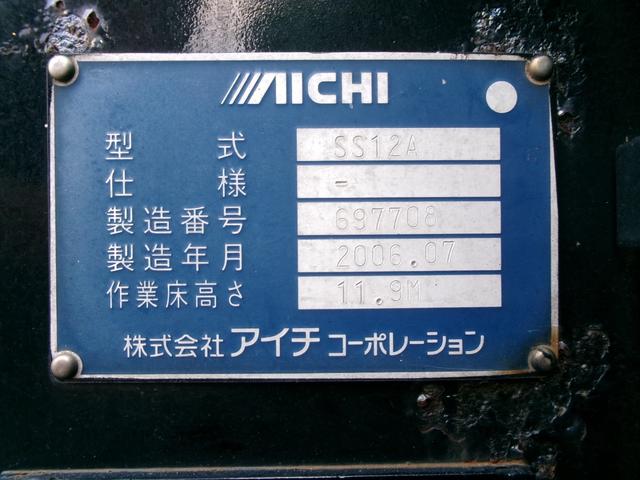 AICHI
型式 SS12A
仕様 -
製造番号 697708
製造年月 2006.07
作業床高さ 11.9M
株式会社 アイチ コーポレーション